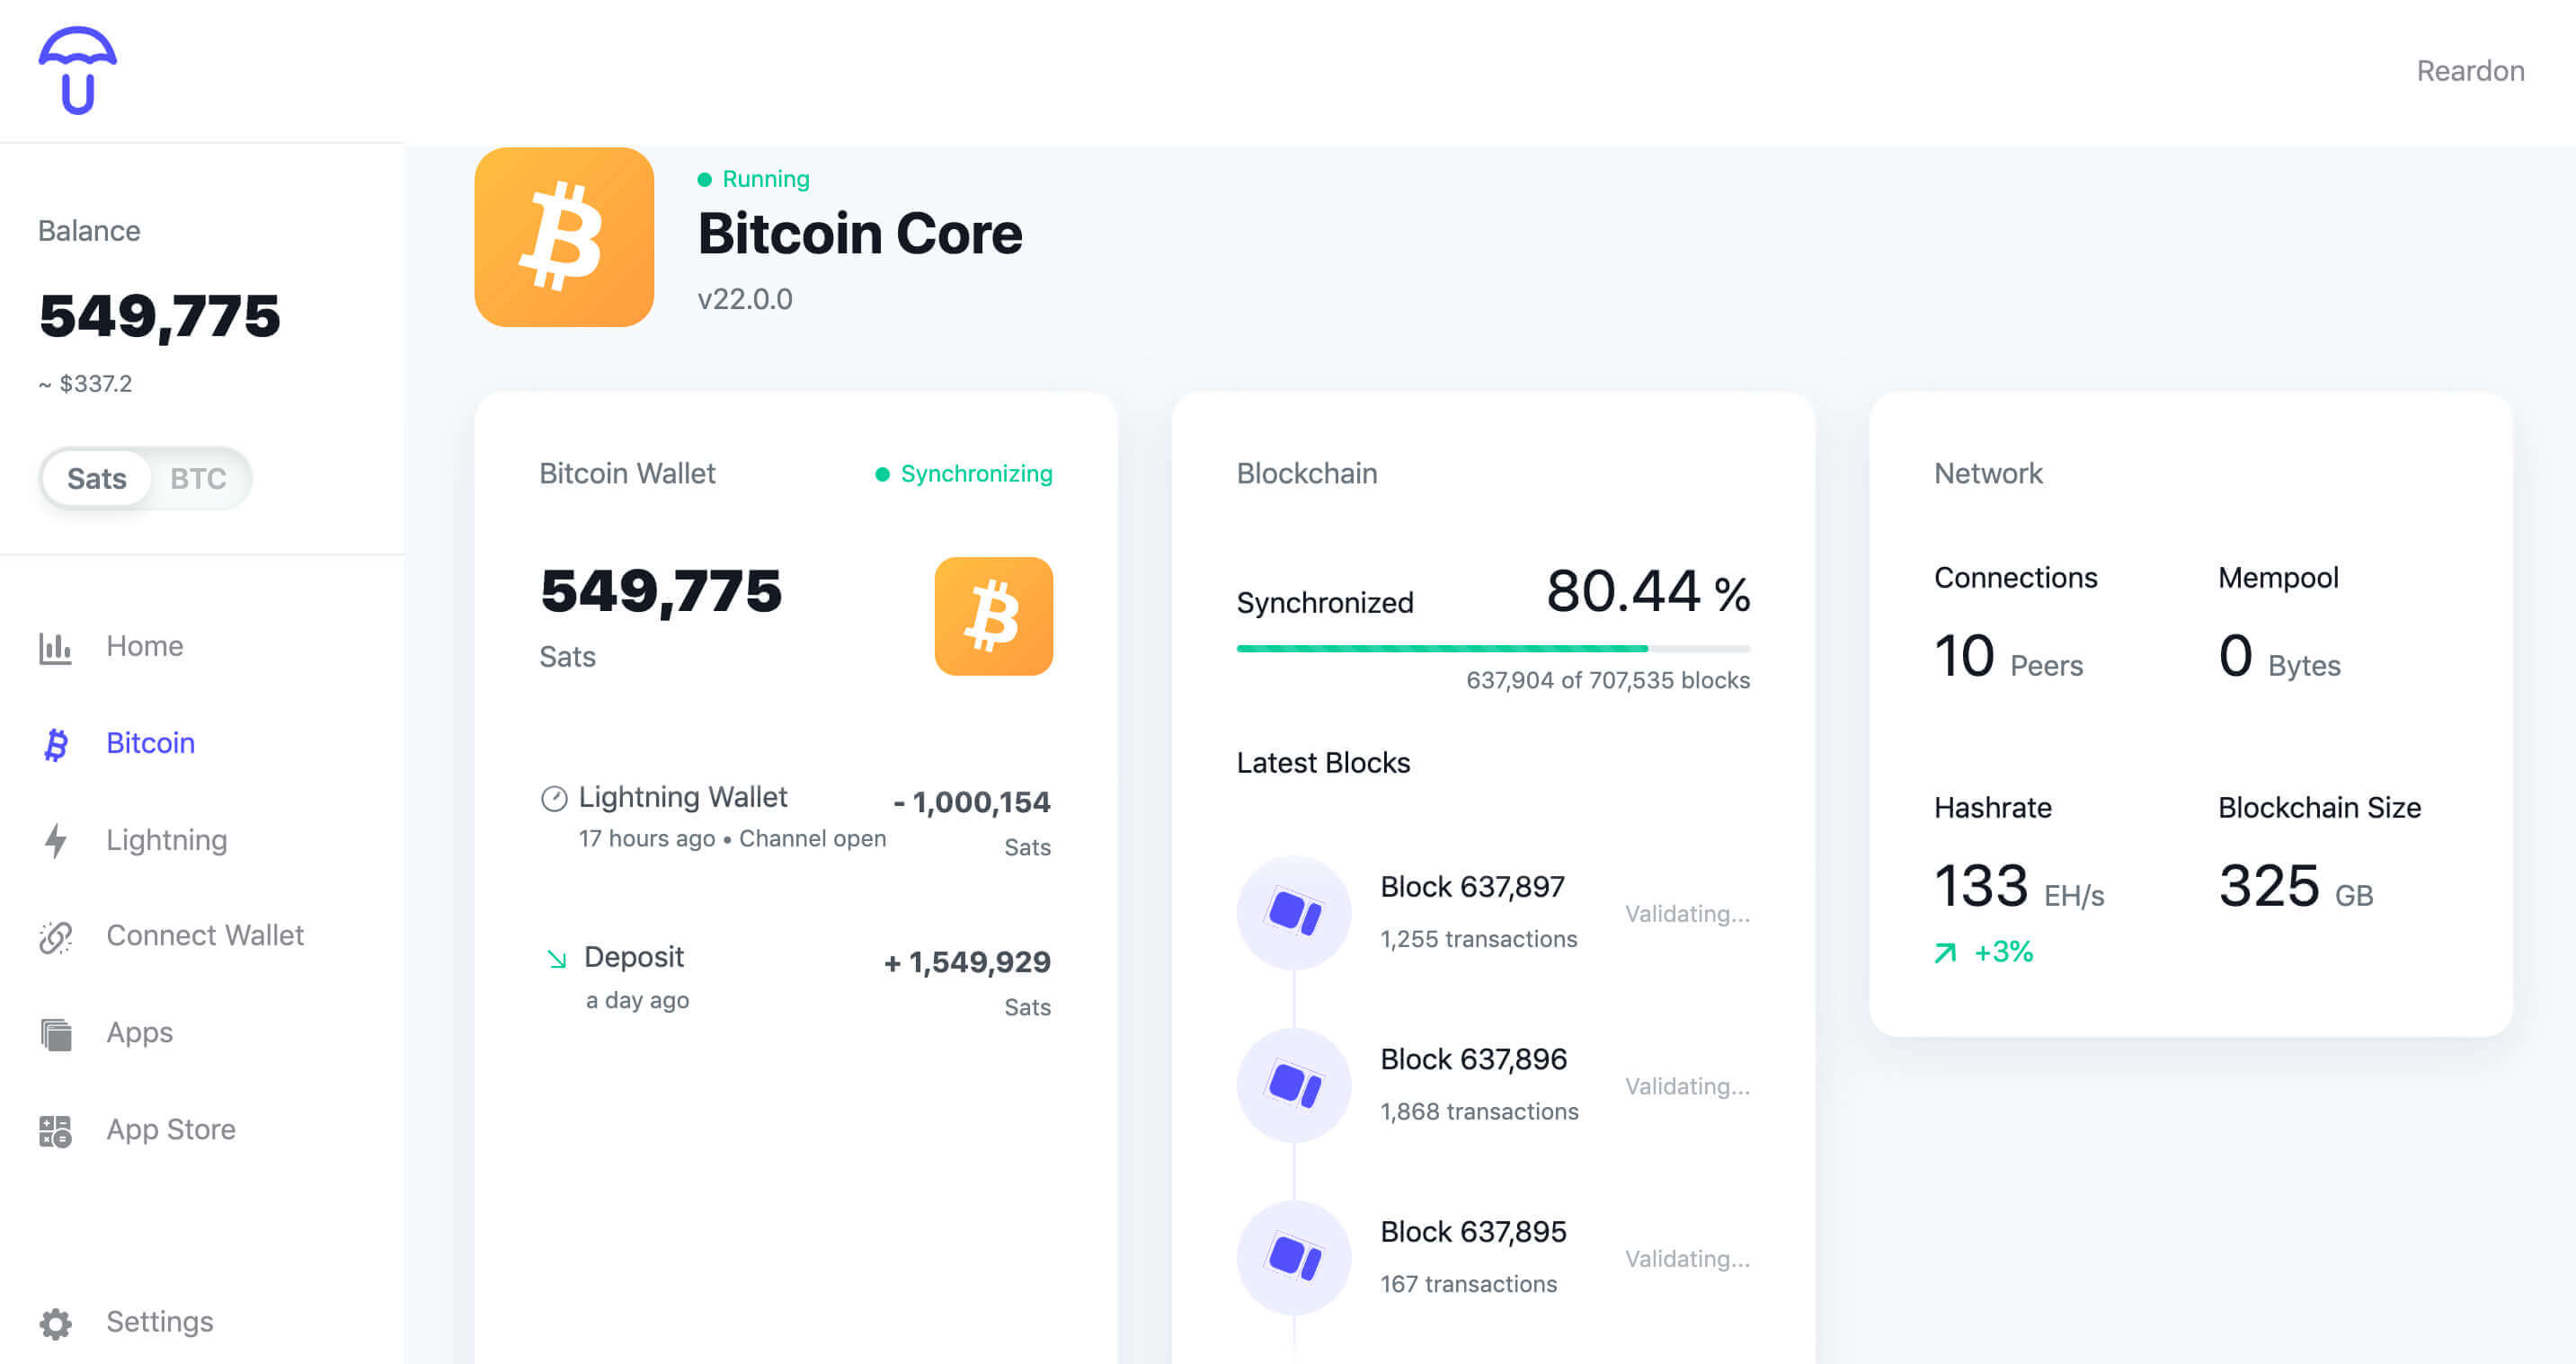 Reardon
Balance
549,775
~ $337.2
Sats BTC
Home
Bitcoin
Lightning
Connect Wallet
Apps
App Store
Settings
Running
Bitcoin Core
v22.0.0
Bitcoin Wallet
Synchronizing
549,775
Sats
Lightning Wallet
- 1,000,154
17 hours ago • Channel open
Sats
Deposit
+ 1,549,929
a day ago
Sats
Blockchain
Synchronized
80.44 %
637,904 of 707,535 blocks
Latest Blocks
Block 637,897
1,255 transactions
Validating...
Block 637,896
1,868 transactions
Validating...
Block 637,895
167 transactions
Validating...
Network
Connections
10 Peers
Mempool
0 Bytes
Hashrate
133 EH/s
+3%
Blockchain Size
325 GB